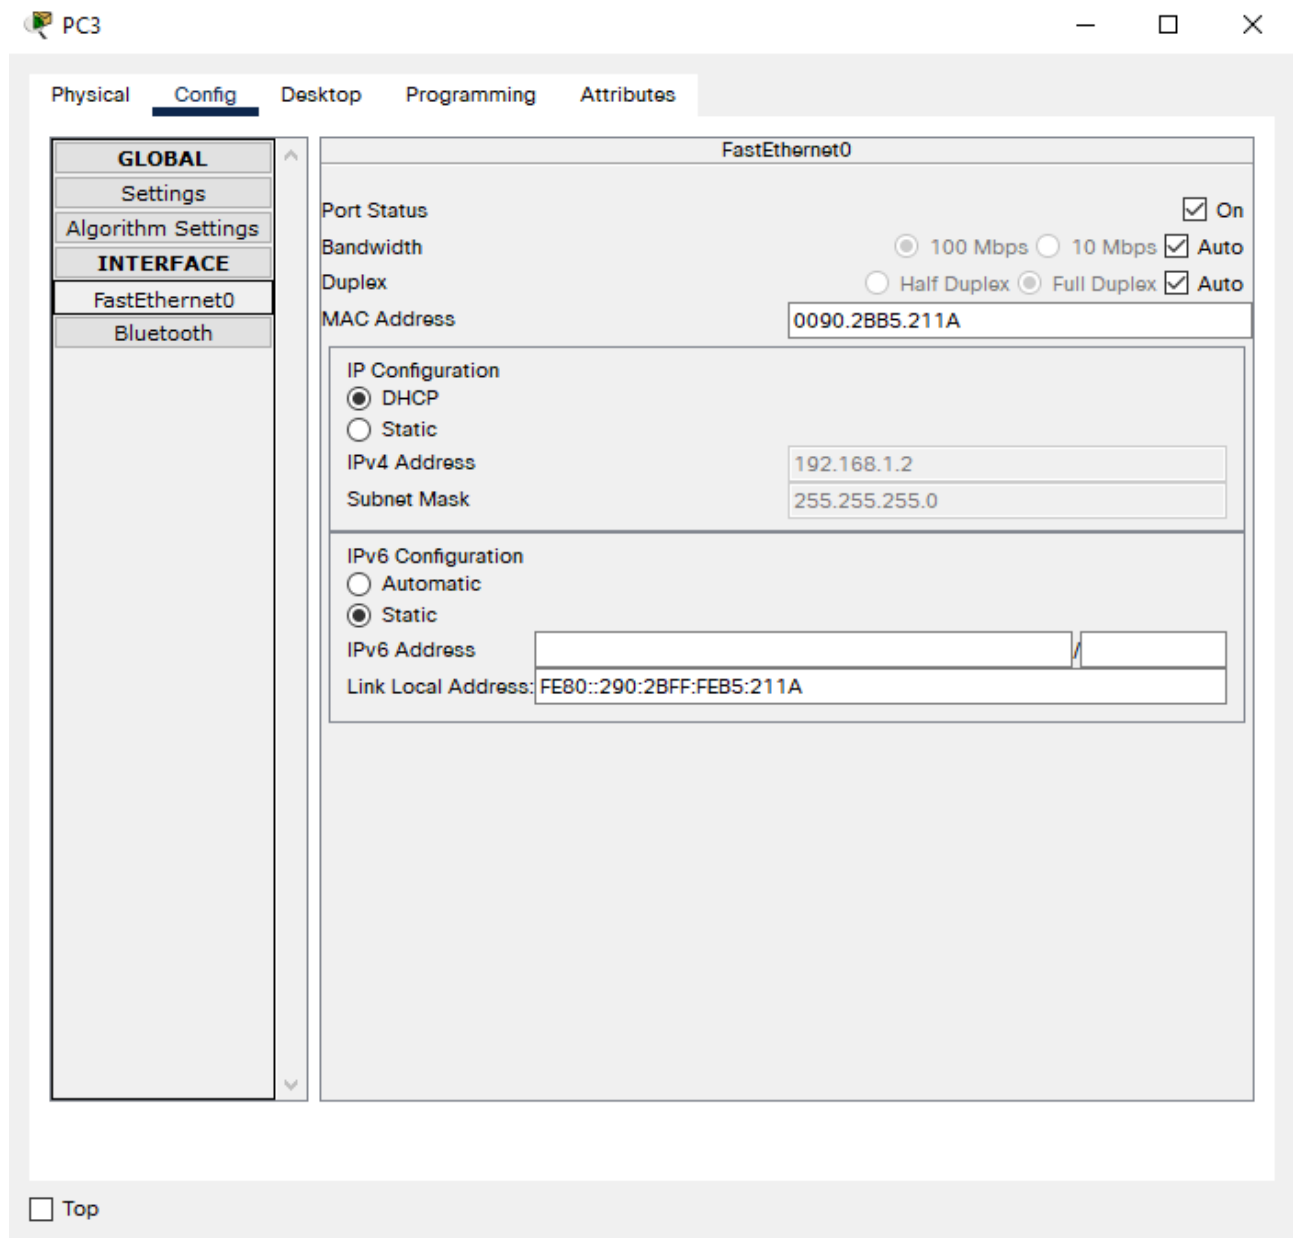 PC3
Physical Config Desktop Programming Attributes
GLOBAL
Settings
Algorithm Settings
INTERFACE
FastEthernet0
Bluetooth
FastEthernet0
Port Status On
Bandwidth 100 Mbps 10 Mbps Auto
Duplex Half Duplex Full Duplex Auto
MAC Address 0090.2BB5.211A
IP Configuration
DHCP
Static
IPv4 Address 192.168.1.2
Subnet Mask 255.255.255.0
IPv6 Configuration
Automatic
Static
IPv6 Address /
Link Local Address: FE80::290:2BFF:FEB5:211A
Top